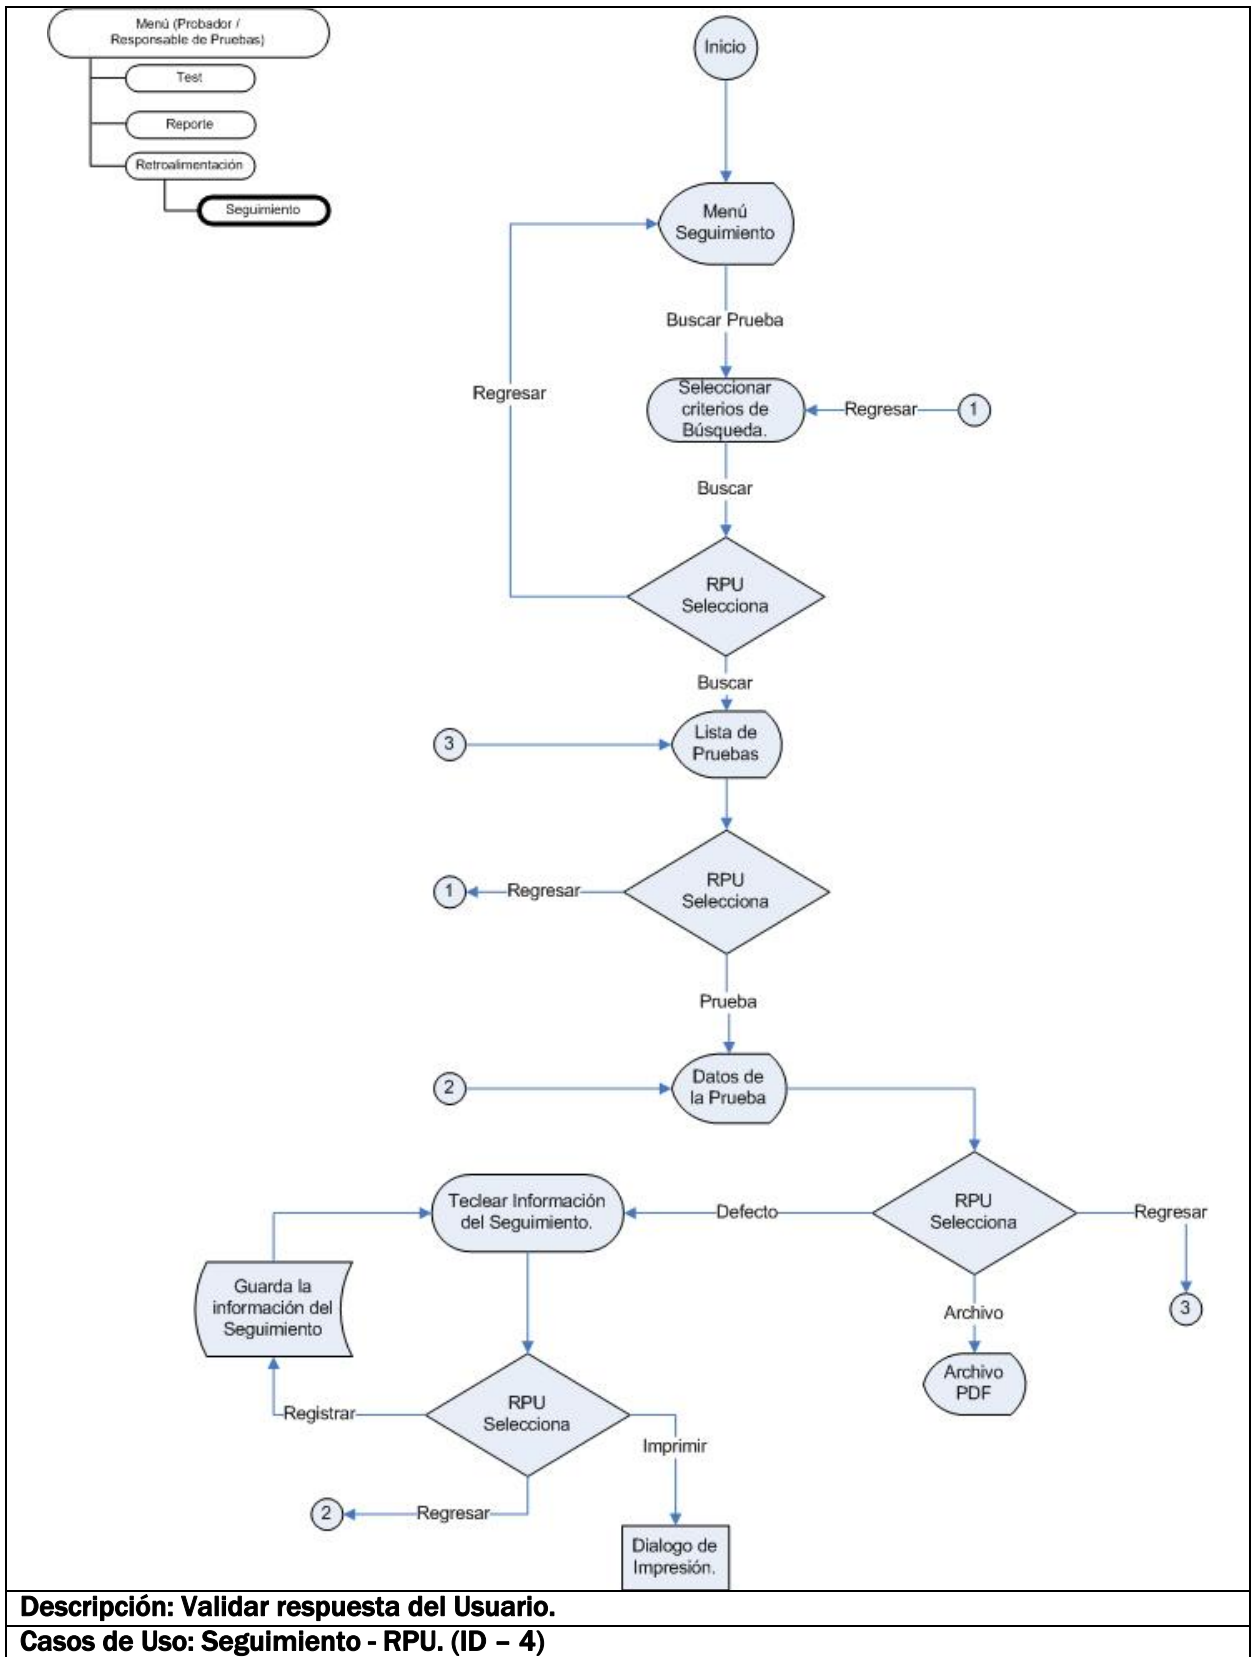 Menú (Probador /
Responsable de Pruebas)
Test
Reporte
Retroalimentación
Seguimiento
Inicio
Menú
Seguimiento
Buscar Prueba
Regresar
Seleccionar
criterios de
Búsqueda.
Regresar
1
Buscar
RPU
Selecciona
Buscar
3
Lista de
Pruebas
1
Regresar
RPU
Selecciona
Prueba
2
Datos de
la Prueba
Teclear Información
del Seguimiento.
Defecto
RPU
Selecciona
Regresar
3
Guarda la
información del
Seguimiento
Archivo
Archivo
PDF
Registrar
RPU
Selecciona
Imprimir
2
Regresar
Dialogo de
Impresión.
Descripción: Validar respuesta del Usuario.
Casos de Uso: Seguimiento - RPU. (ID – 4)